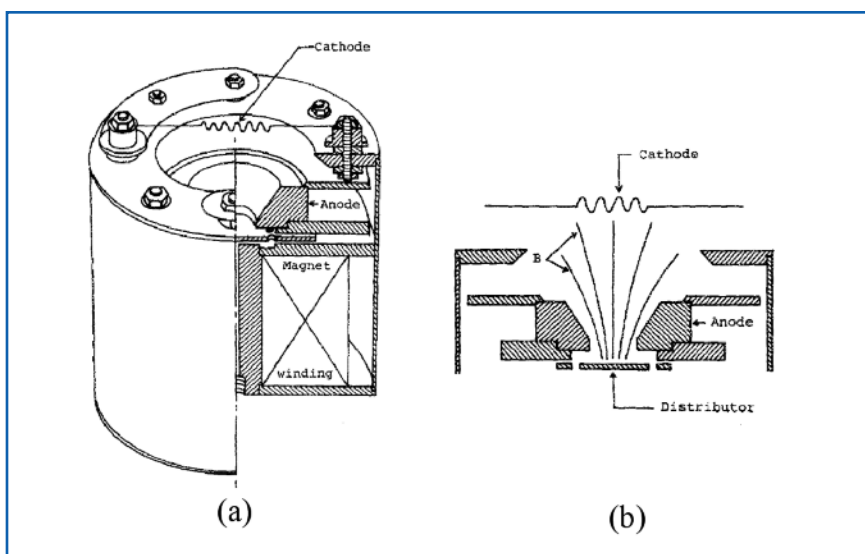 Cathode
Anode
Magnet
winding
(a)
Cathode
B
Anode
Distributor
(b)